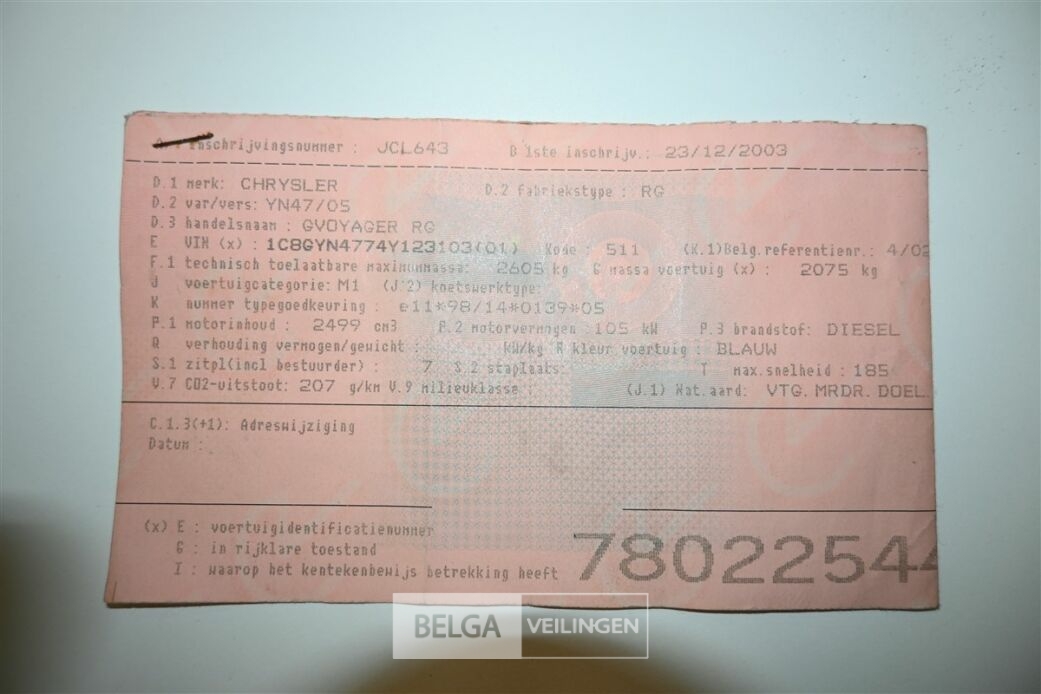 inschrijvingsnummer : JCL643 B 1ste inschrijv.: 23/12/2003
D.1 merk: CHRYSLER D.2 fabriekstype : RG
D.2 var/vers: YN47/05
D.3 handelsnaam : GVOYAGER RG
E VIN (x) : 1C8GYN4774Y123103(01) Kode : 511 (K.1)Belg.referentienr.: 4/02
F.1 technisch toelaatbare maximummassa: 2605 kg G massa voertuig (x) : 2075 kg
J voertuigcategorie: M1 (J.2) koetswerktype:
K nummer typegoedkeuring : e11*98/14*0139*05
P.1 motorinhoud : 2499 cm3 P.2 motorvermogen :105 kW P.3 brandstof: DIESEL
Q verhouding vermogen/gewicht : kW/kg R kleur voertuig : BLAUW
S.1 zitpl(incl bestuurder) : 7 S.2 staplaats: T max.snelheid : 185
V.7 CO2-uitstoot: 207 g/km V.9 milieuklasse : (J.1) Nat.aard: VTG. MRDR. DOEL.
C.1.3(+1): Adreswijziging
Datum :
(x) E : voertuigidentificatienummer
G : in rijklare toestand
I : waarop het kentekenbewijs betrekking heeft
78022544
BELGA VEILINGEN